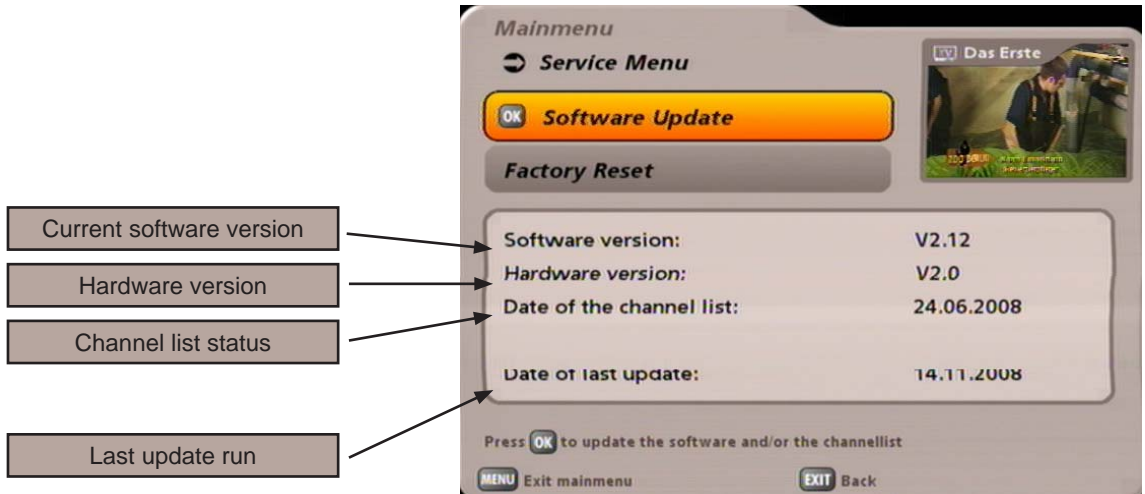 Mainmenu
Service Menu
TV Das Erste
OK Software Update
Factory Reset
Current software version
Hardware version
Channel list status
Last update run
Software version: V2.12
Hardware version: V2.0
Date of the channel list: 24.06.2008
Date of last update: 14.11.2008
Press OK to update the software and/or the channellist
MENU Exit mainmenu
EXIT Back